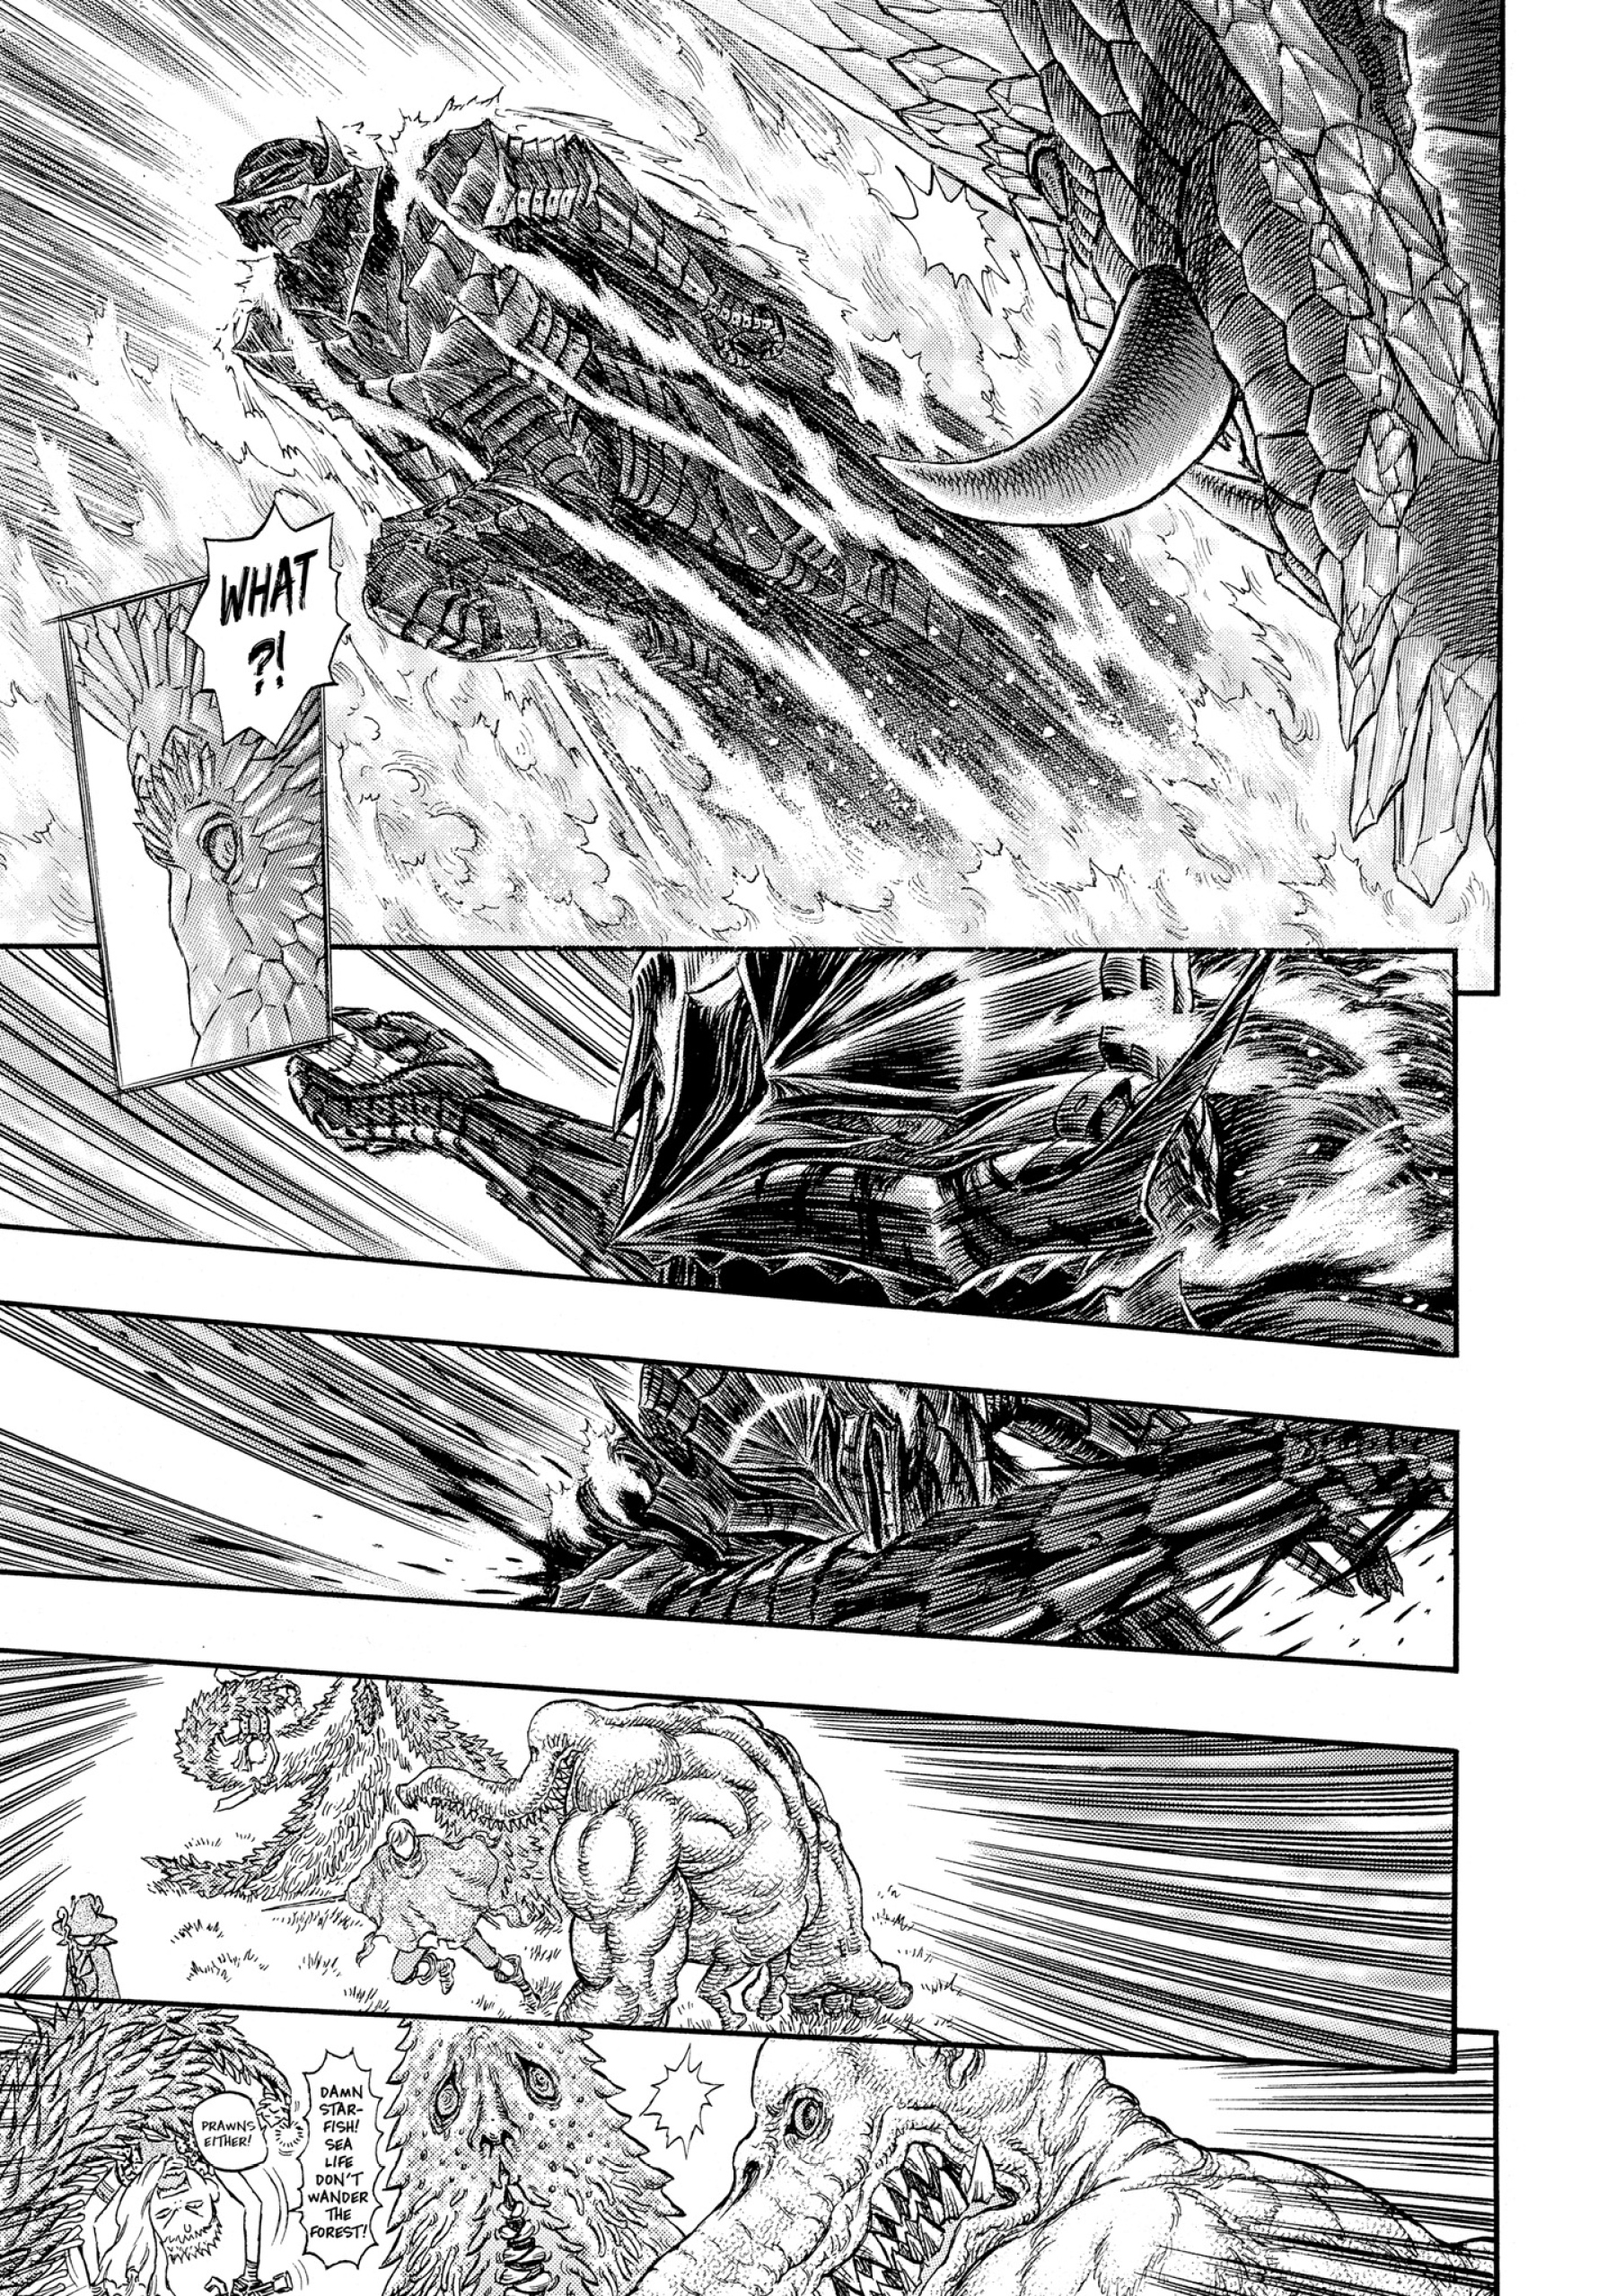 WHAT
?!
DAMN
STAR-
FISH!
SEA
LIFE
DON'T
WANDER
THE
FOREST!
PRAWNS
EITHER!